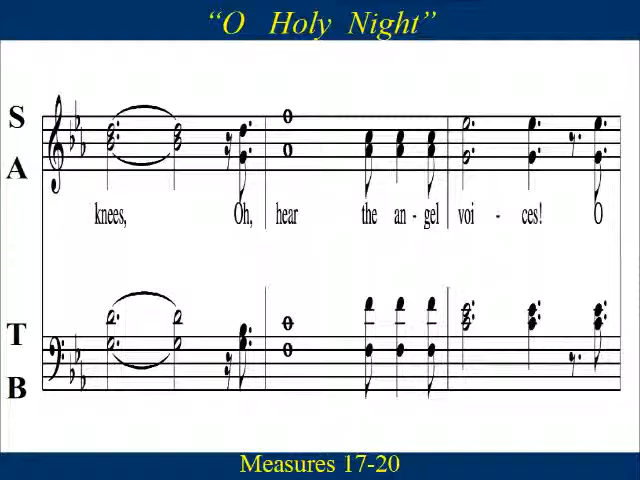 “O Holy Night”
S
A
knees, Oh, hear the an - gel voi - ces! O
T
B
Measures 17-20